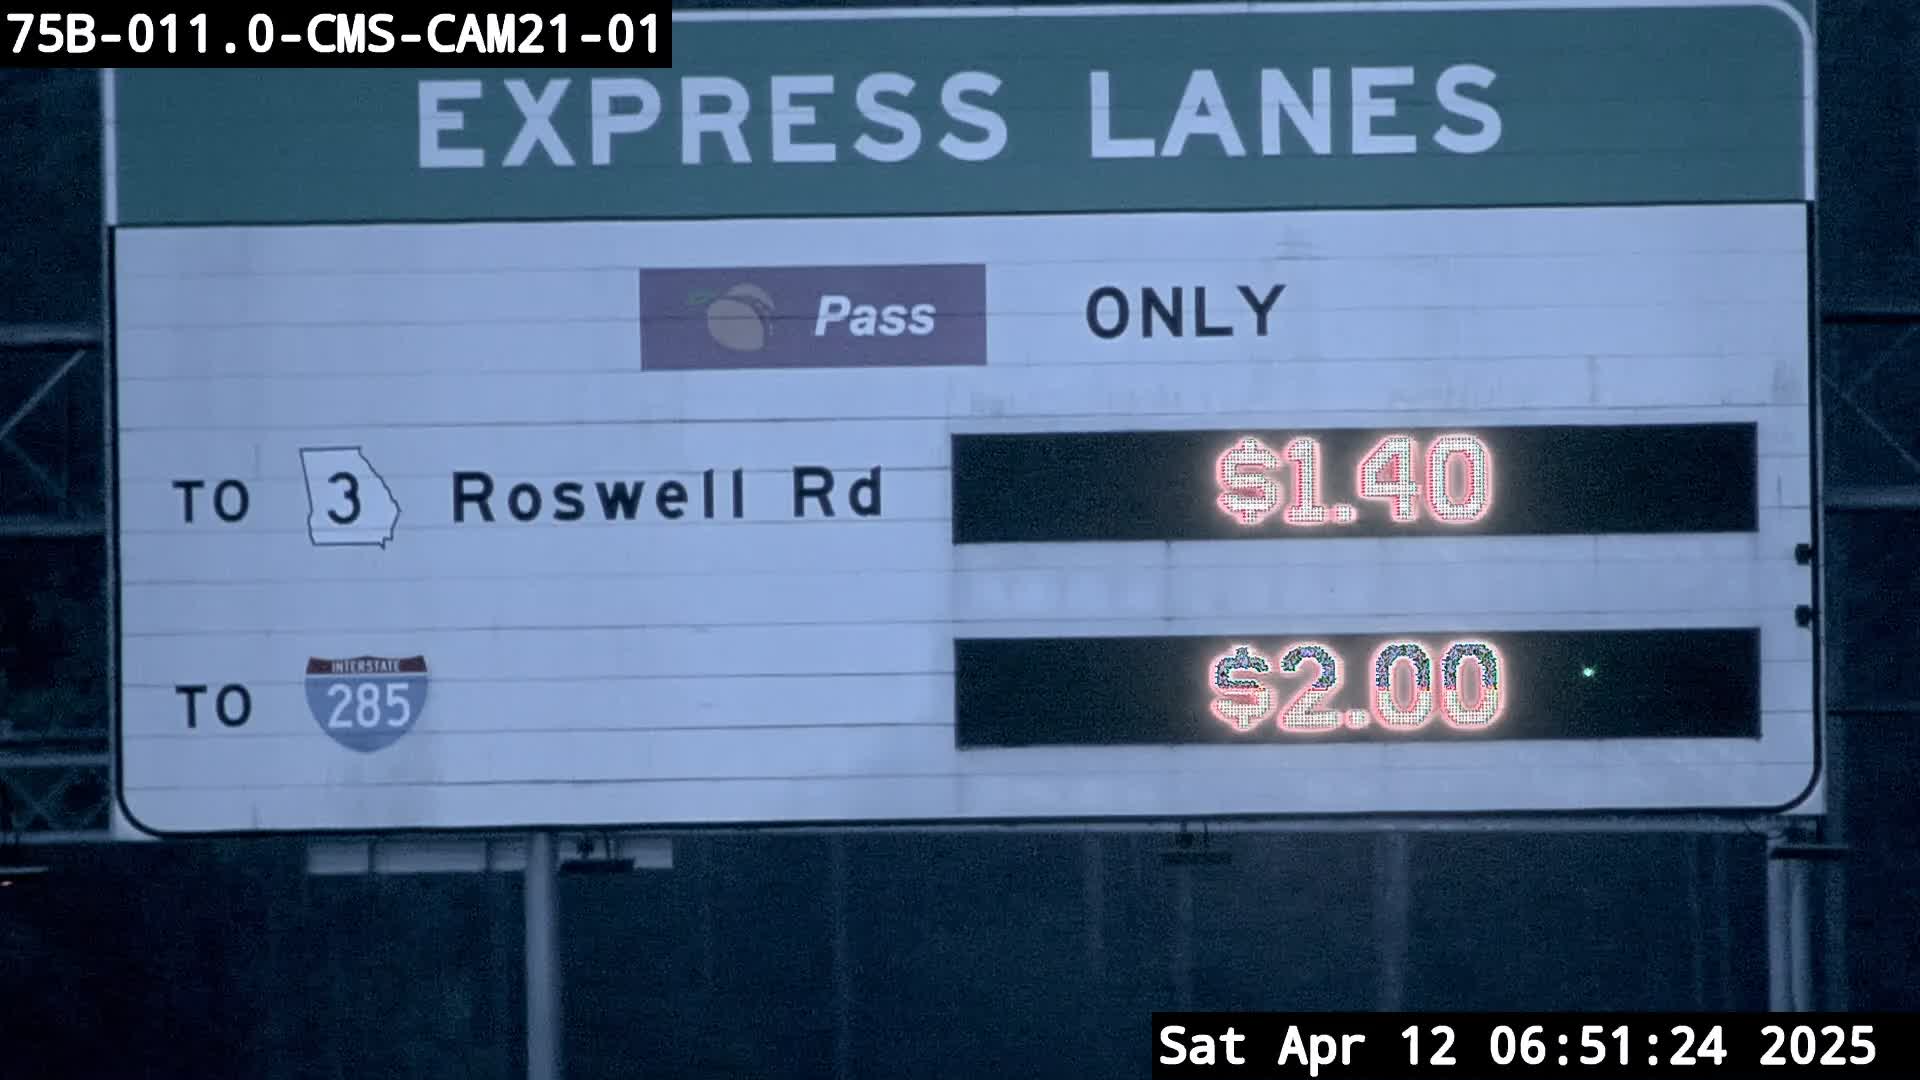 75B-011.0-CMS-CAM21-01
EXPRESS LANES
Pass ONLY
TO 3 Roswell Rd $1.40
TO INTERSTATE 285 $2.00
Sat Apr 12 06:51:24 2025